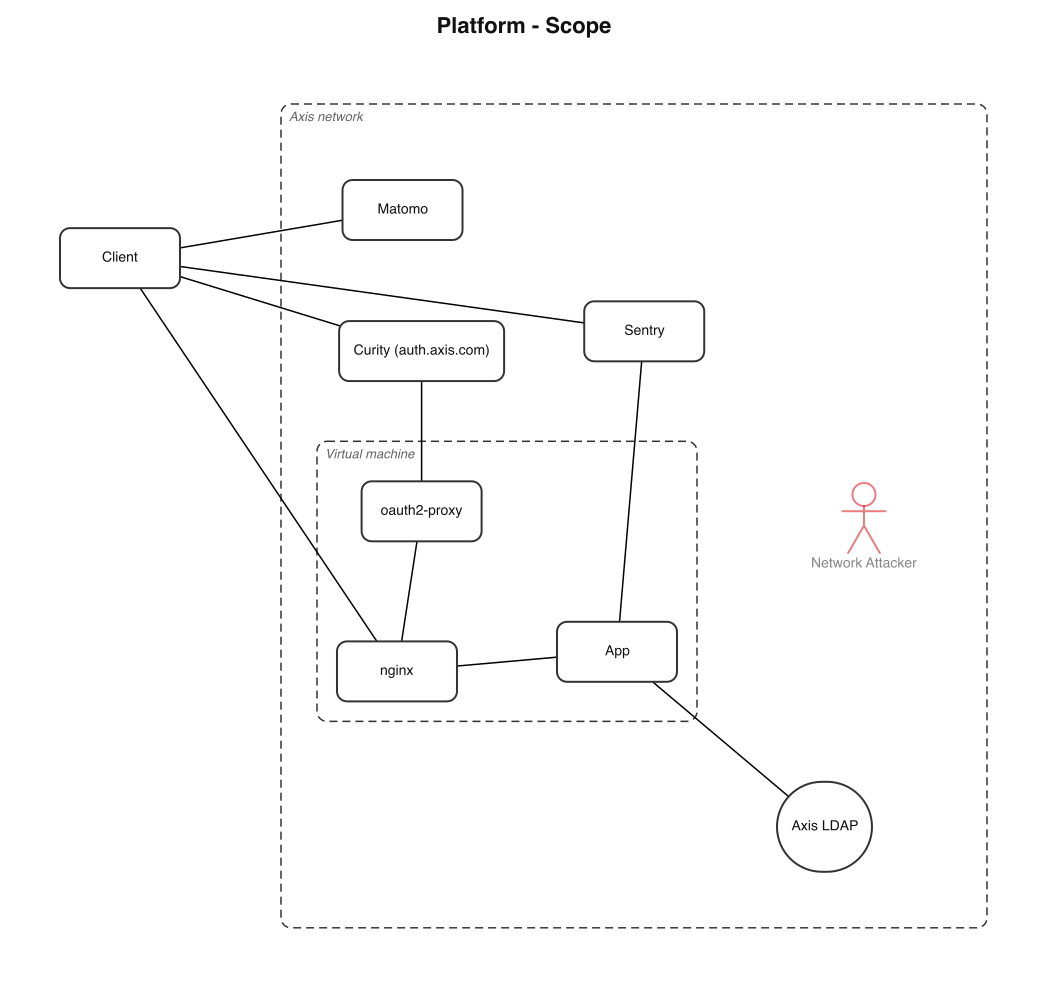 Platform - Scope
Axis network
Matomo
Client
Sentry
Curity (auth.axis.com)
Virtual machine
oauth2-proxy
Network Attacker
App
nginx
Axis LDAP